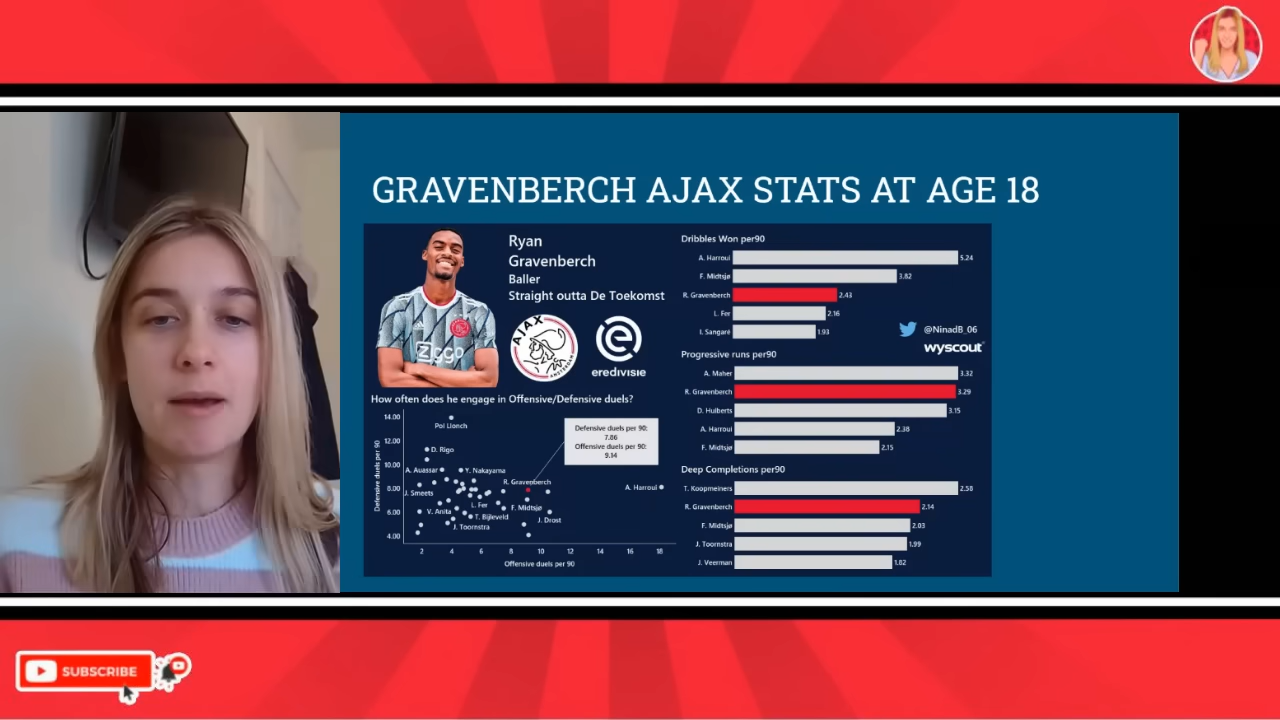 GRAVENBERCH AJAX STATS AT AGE 18
Ryan
Gravenberch
Baller
Straight outta De Toekomst
AJAX
AMSTERDAM
eredivisie
Ziggo
How often does he engage in Offensive/Defensive duels?
Defensive duels per 90
14.00
12.00
10.00
8.00
6.00
4.00
Pol Llonch
D. Rigo
A. Auassar
Y. Nakayama
R. Gravenberch
A. Harroui
J. Smeets
L. Fer
F. Midtsjø
V. Anita
T. Bijleveld
J. Drost
J. Toornstra
Defensive duels per 90:
7.86
Offensive duels per 90:
9.14
2 4 6 8 10 12 14 16 18
Offensive duels per 90
Dribbles Won per90
A. Harroui 5.24
F. Midtsjø 3.82
R. Gravenberch 2.43
L. Fer 2.16
I. Sangaré 1.93
@NinadB_06
wyscout
Progressive runs per90
A. Maher 3.32
R. Gravenberch 3.29
D. Huiberts 3.15
A. Harroui 2.38
F. Midtsjø 2.15
Deep Completions per90
T. Koopmeiners 2.58
R. Gravenberch 2.14
F. Midtsjø 2.03
J. Toornstra 1.99
J. Veerman 1.82
SUBSCRIBE